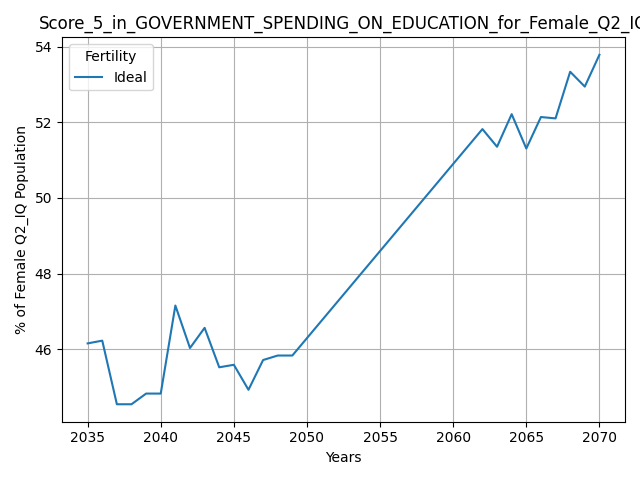 Score_5_in_GOVERNMENT_SPENDING_ON_EDUCATION_for_Female_Q2_IQ
Fertility
Ideal
% of Female Q2_IQ Population
54
52
50
48
46
2035 2040 2045 2050 2055 2060 2065 2070
Years